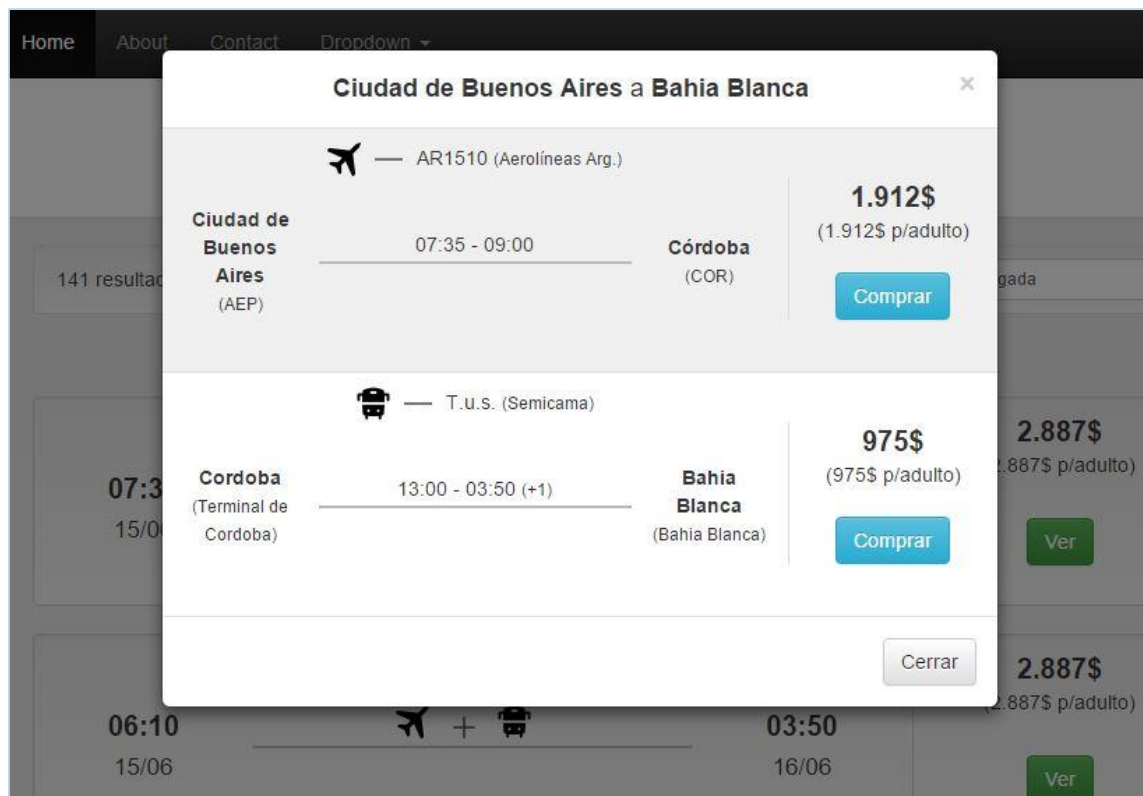 Home About Contact Dropdown
Ciudad de Buenos Aires a Bahia Blanca ×
AR1510 (Aerolíneas Arg.)
Ciudad de
Buenos
Aires
(AEP)
07:35 - 09:00
Córdoba
(COR)
1.912$
(1.912$ p/adulto)
Comprar
T.u.s. (Semicama)
Cordoba
(Terminal de
Cordoba)
13:00 - 03:50 (+1)
Bahia
Blanca
(Bahia Blanca)
975$
(975$ p/adulto)
Comprar
Cerrar
141
2.887$
2.887$ p/adulto)
Ver
06:10
15/06
+
03:50
16/06
2.887$
(2.887$ p/adulto)
Ver